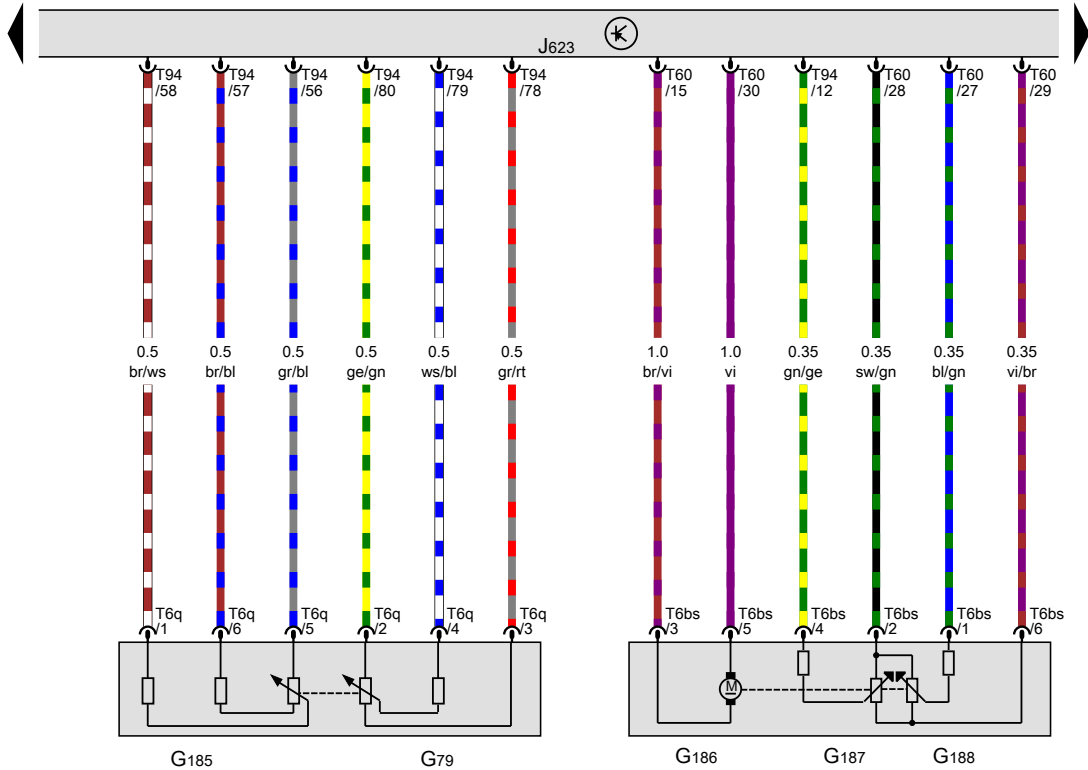 J623
T94 T94 T94 T94 T94 T94 T60 T60 T94 T60 T60 T60
/58 /57 /56 /80 /79 /78 /15 /30 /12 /28 /27 /29
0.5 0.5 0.5 0.5 0.5 0.5 1.0 1.0 0.35 0.35 0.35 0.35
br/ws br/bl gr/bl ge/gn ws/bl gr/rt br/vi vi gn/ge sw/gn bl/gn vi/br
T6q T6q T6q T6q T6q T6q T6bs T6bs T6bs T6bs T6bs T6bs
/1 /6 /5 /2 /4 /3 /3 /5 /4 /2 /1 /6
M
G185 G79 G186 G187 G188